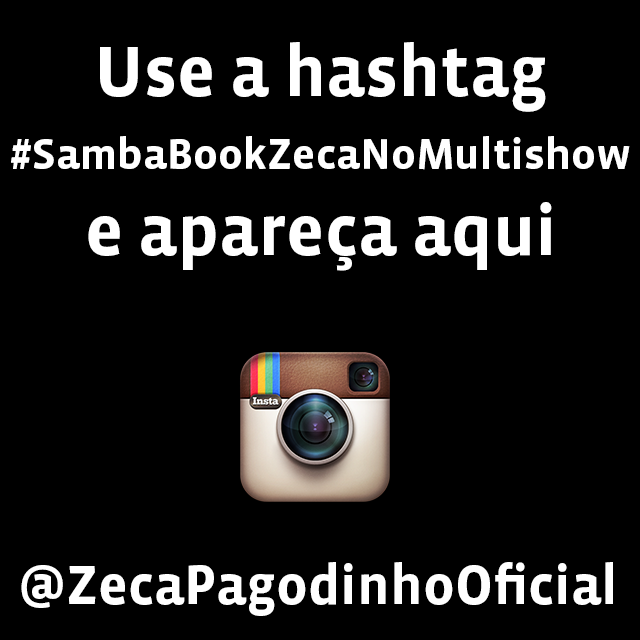 Use a hashtag
#SambaBookZecaNoMultishow
e apareça aqui
Insta
@ZecaPagodinhoOficial